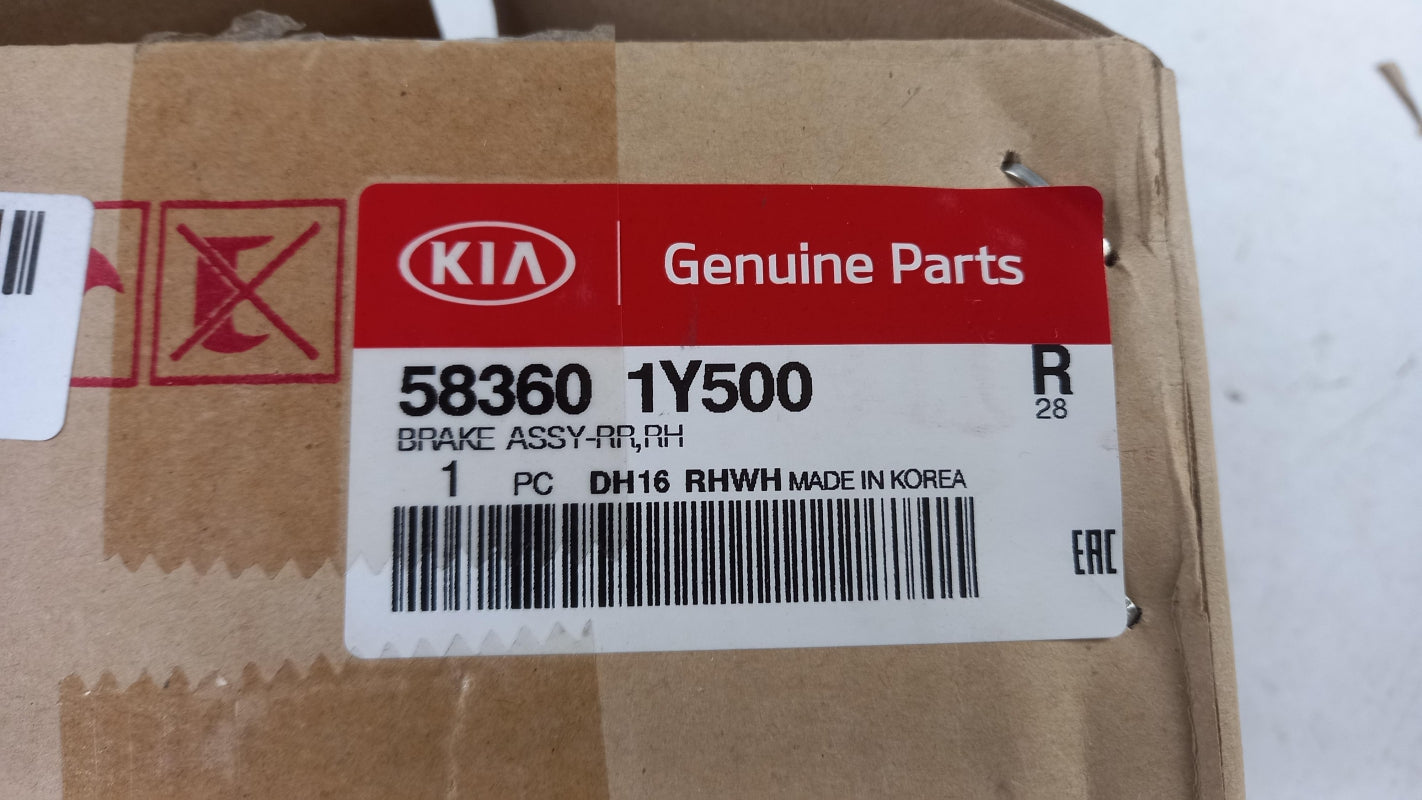 KIA Genuine Parts
58360 1Y500 R
28
BRAKE ASSY-RR,RH
1 PC DH16 RHWH MADE IN KOREA
EAC